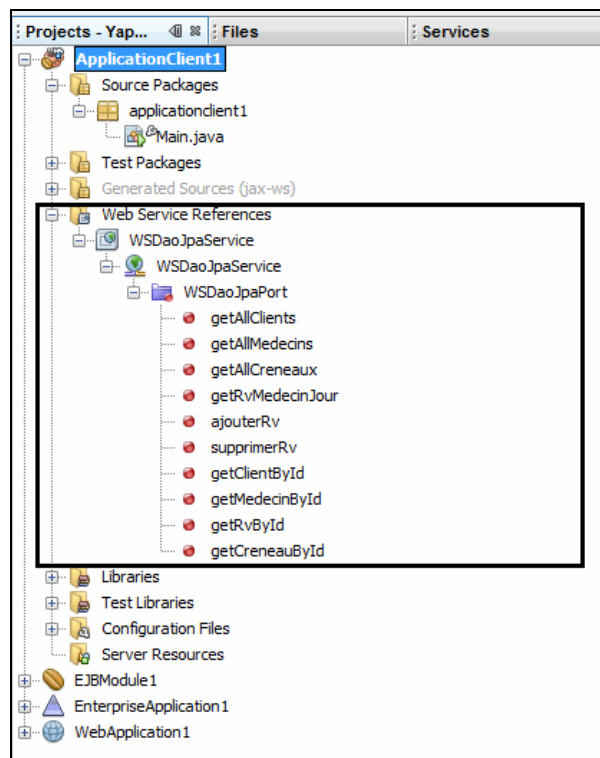 Projects - Yap... Files Services
ApplicationClient1
Source Packages
applicationclient1
Main.java
Test Packages
Generated Sources (jax-ws)
Web Service References
WSDaoJpaService
WSDaoJpaService
WSDaoJpaPort
getAllClients
getAllMedecins
getAllCreneaux
getRvMedecinJour
ajouterRv
supprimerRv
getClientById
getMedecinById
getRvById
getCreneauById
Libraries
Test Libraries
Configuration Files
Server Resources
EJBModule1
EnterpriseApplication1
WebApplication1